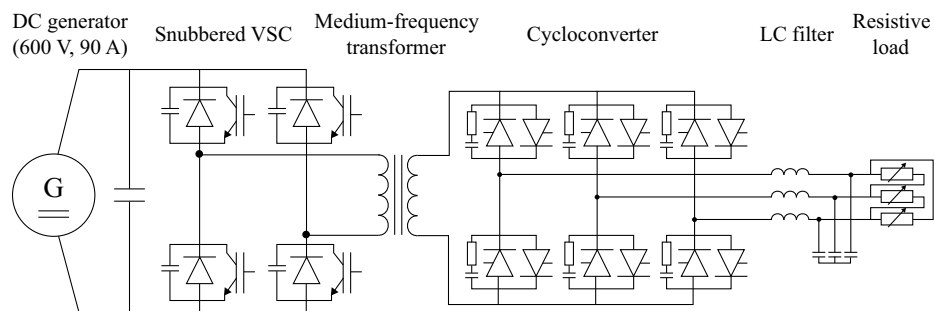 DC generator
(600 V, 90 A)
Snubbered VSC
Medium-frequency
transformer
Cycloconverter
LC filter
Resistive
load
G